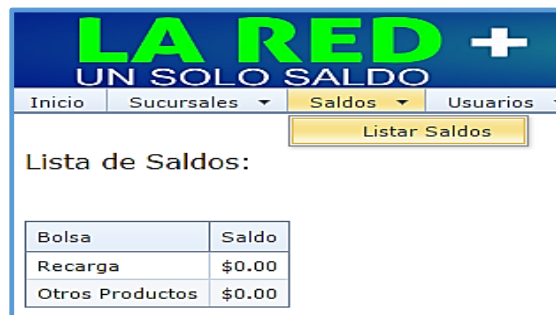 LA RED +
UN SOLO SALDO
Inicio Sucursales Saldos Usuarios
Listar Saldos
Lista de Saldos:
Bolsa Saldo
Recarga $0.00
Otros Productos $0.00